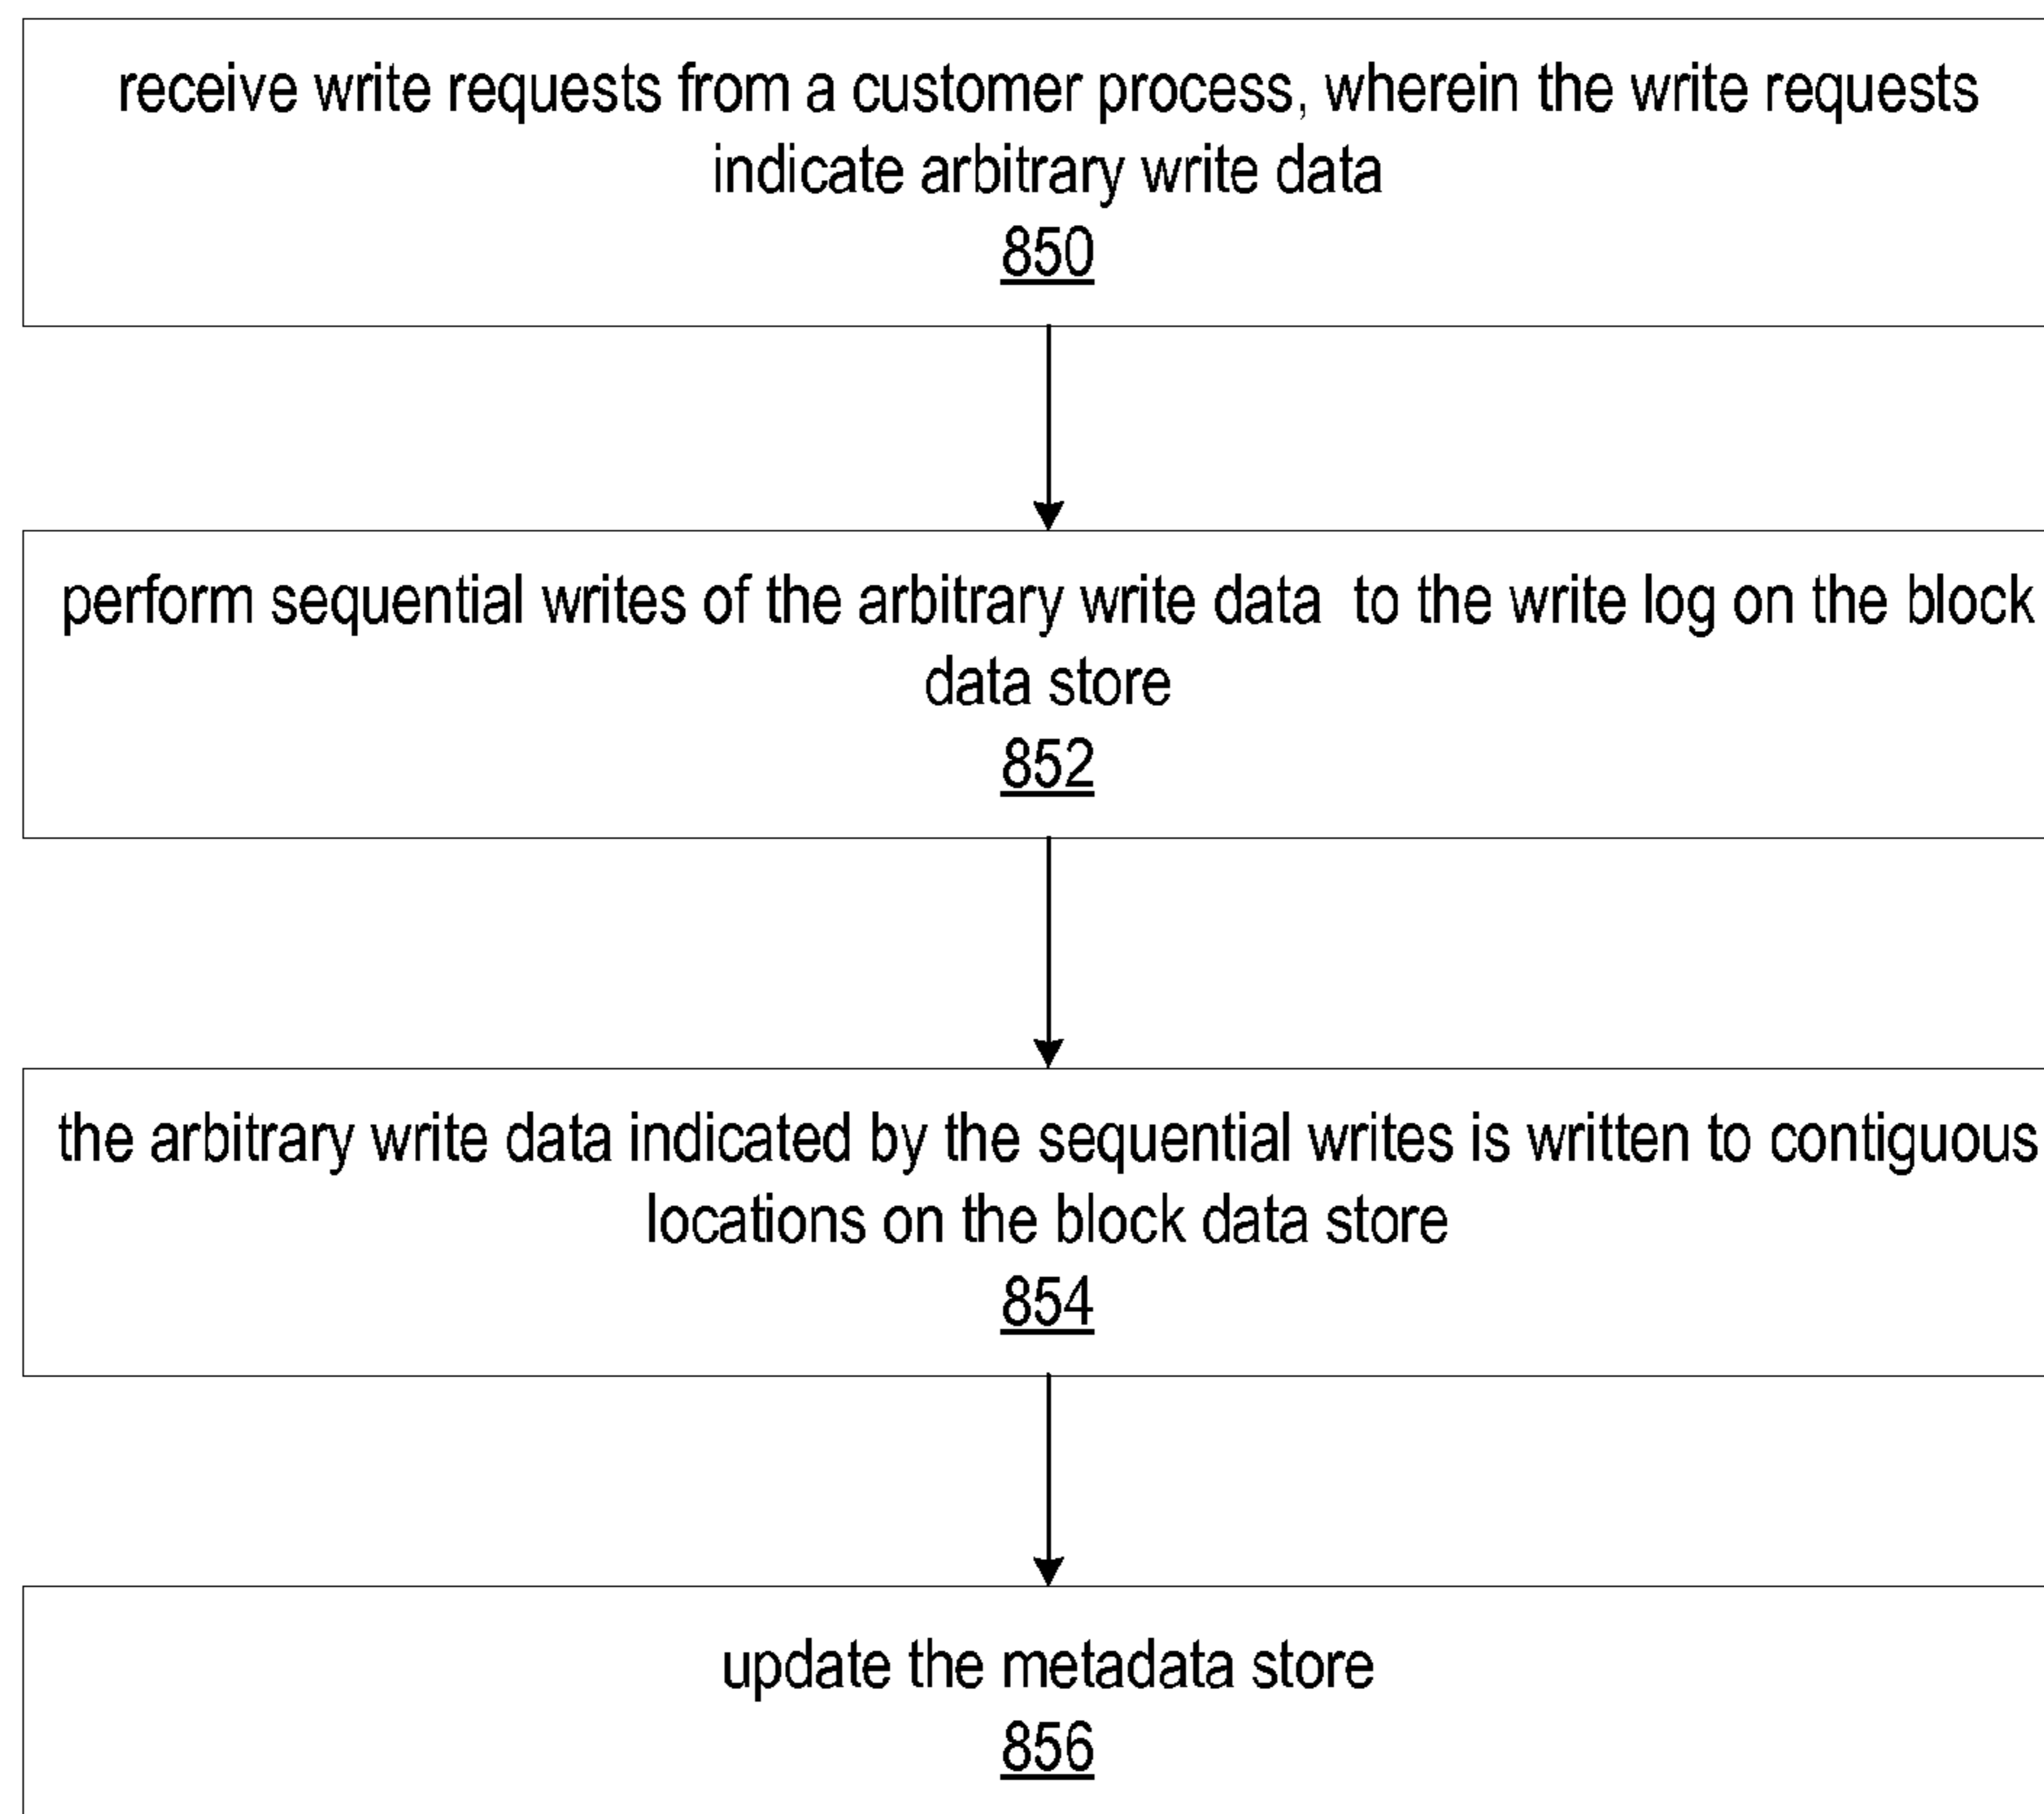 receive write requests from a customer process, wherein the write requests
indicate arbitrary write data
850
perform sequential writes of the arbitrary write data  to the write log on the block
data store
852
the arbitrary write data indicated by the sequential writes is written to contiguous
locations on the block data store
854
update the metadata store
856